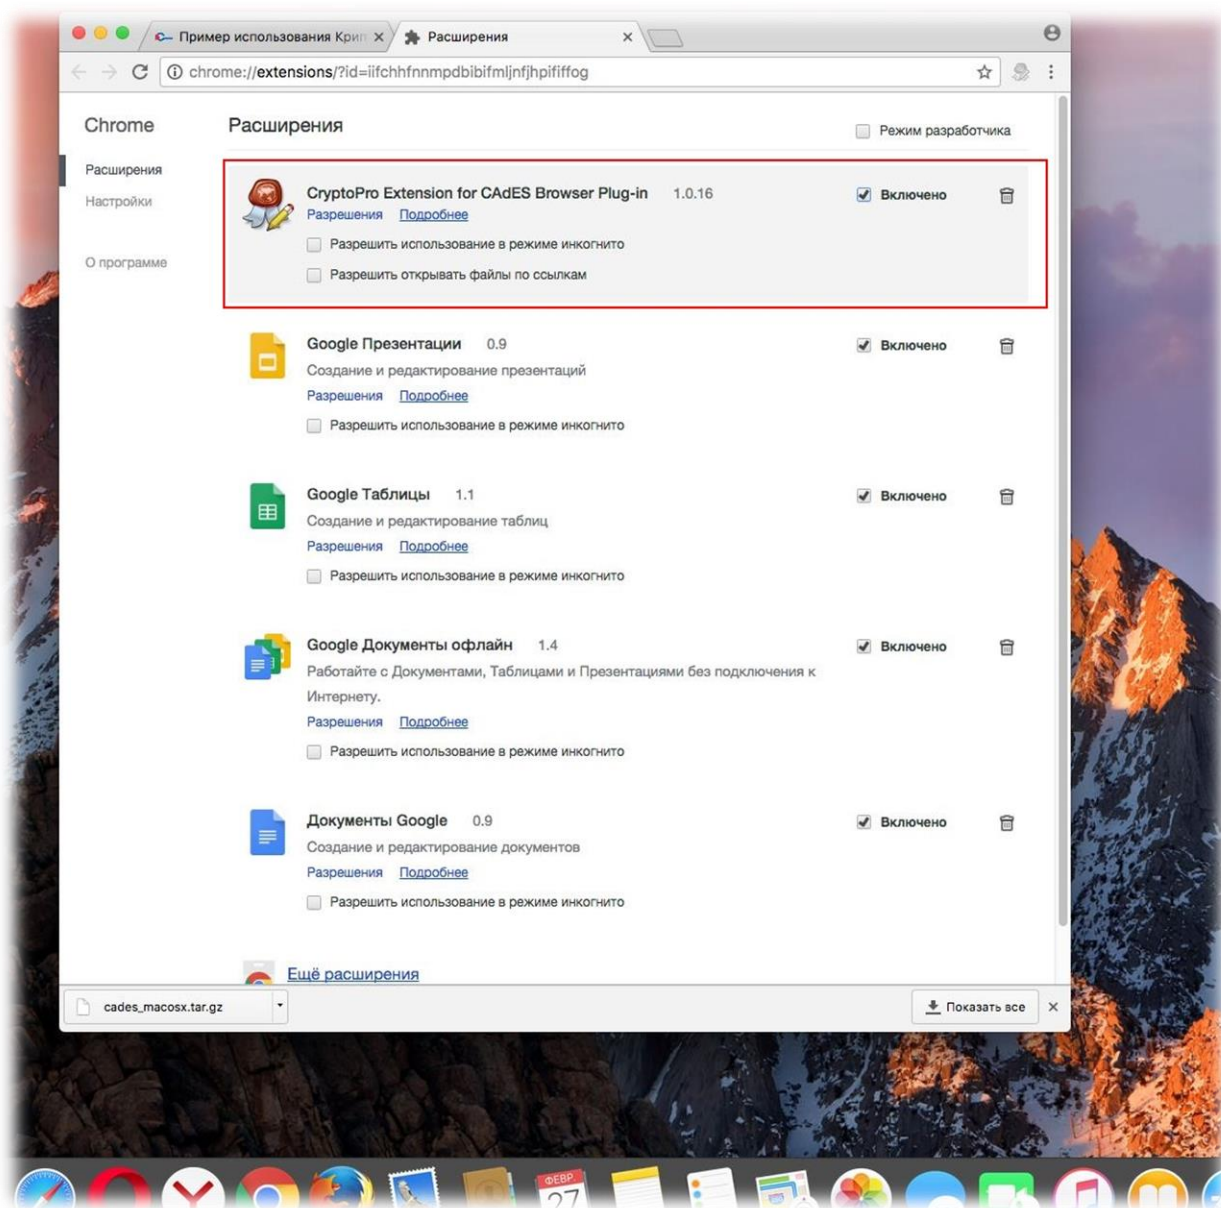 Пример использования Крип
Расширения
chrome://extensions/?id=iifchhfnnmpdbibifmljnfjhpififfog
Chrome
Расширения
Режим разработчика
Расширения
Настройки
О программе
CryptoPro Extension for CAdES Browser Plug-in 1.0.16
Включено
Разрешения Подробнее
Разрешить использование в режиме инкогнито
Разрешить открывать файлы по ссылкам
Google Презентации 0.9
Включено
Создание и редактирование презентаций
Разрешения Подробнее
Разрешить использование в режиме инкогнито
Google Таблицы 1.1
Включено
Создание и редактирование таблиц
Разрешения Подробнее
Разрешить использование в режиме инкогнито
Google Документы офлайн 1.4
Включено
Работайте с Документами, Таблицами и Презентациями без подключения к
Интернету.
Разрешения Подробнее
Разрешить использование в режиме инкогнито
Документы Google 0.9
Включено
Создание и редактирование документов
Разрешения Подробнее
Разрешить использование в режиме инкогнито
Ещё расширения
cades_macosx.tar.gz
Показать все
ФЕВР.
27